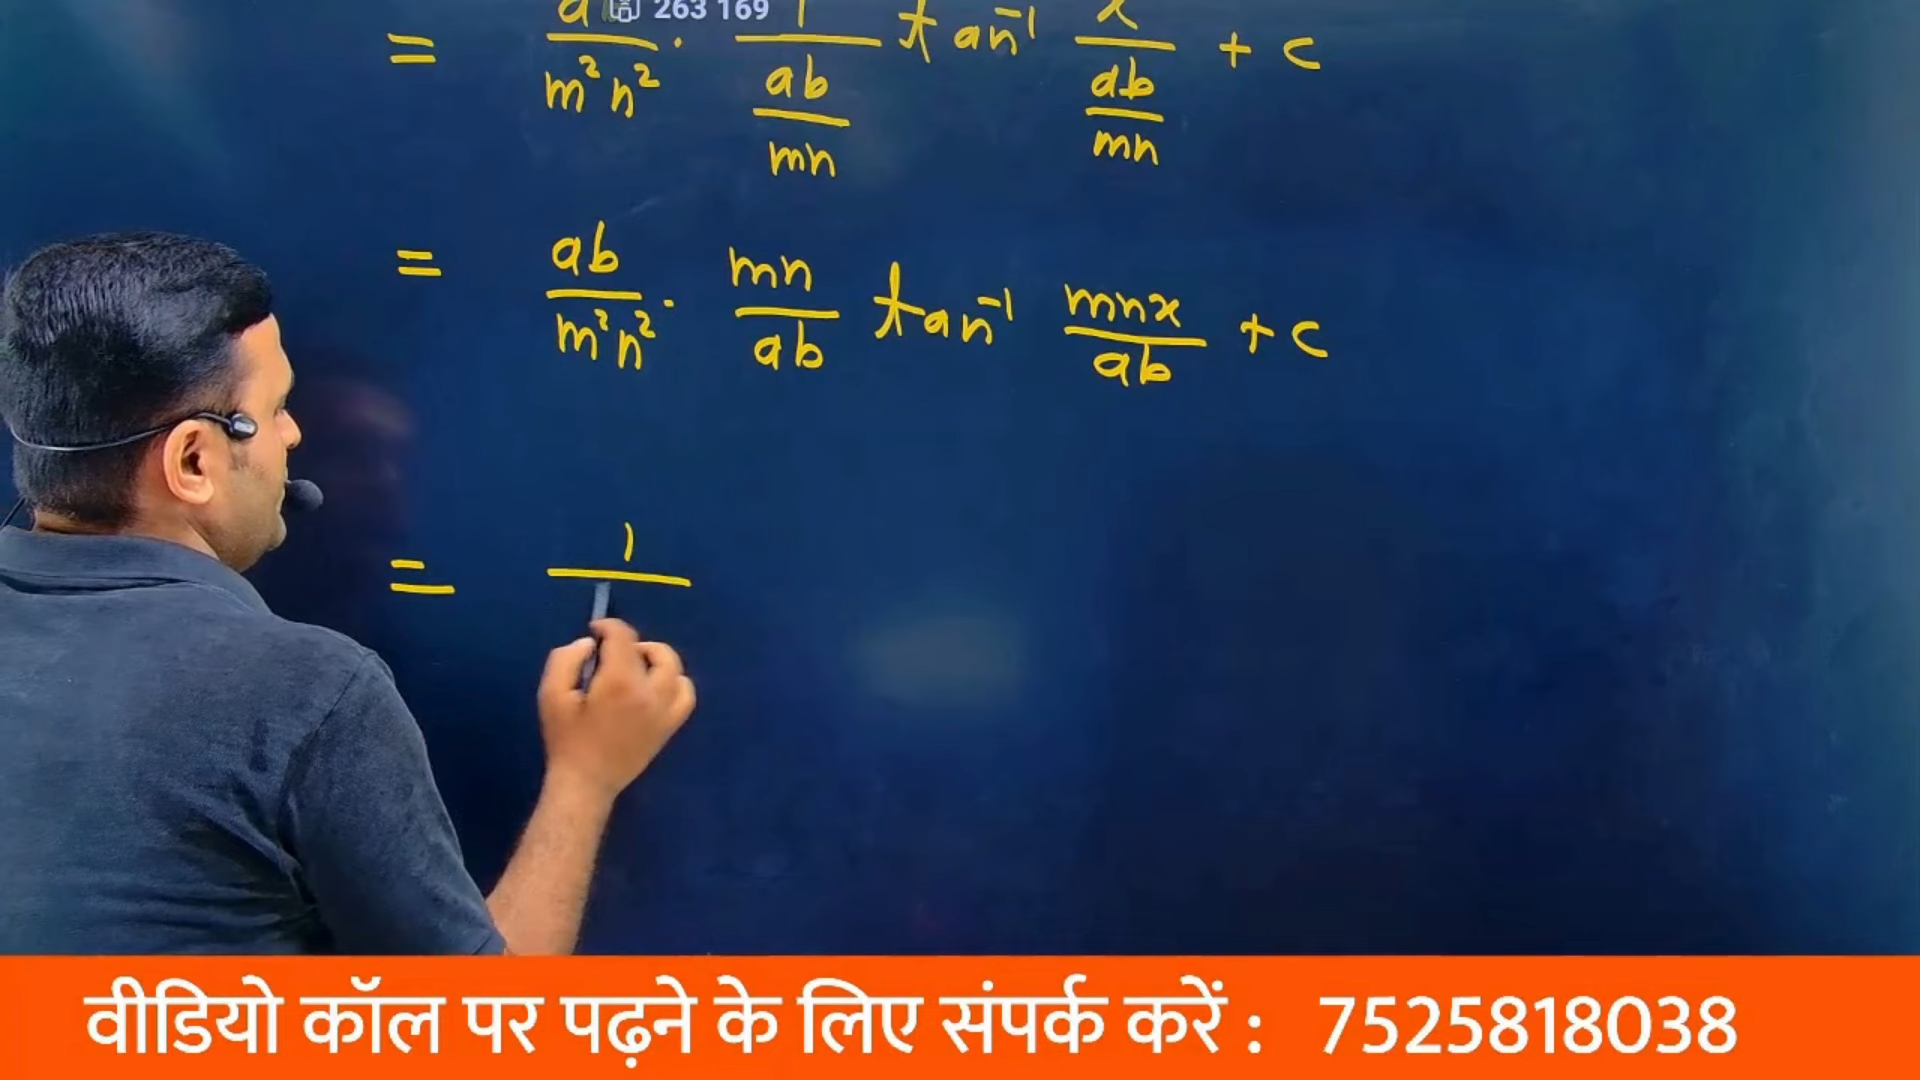 263 169
= a/m²n² · 1/(ab/mn) tan⁻¹ x/(ab/mn) + c
= ab/m²n² · mn/ab tan⁻¹ mnx/ab + c
= 1/
वीडियो कॉल पर पढ़ने के लिए संपर्क करें : 7525818038